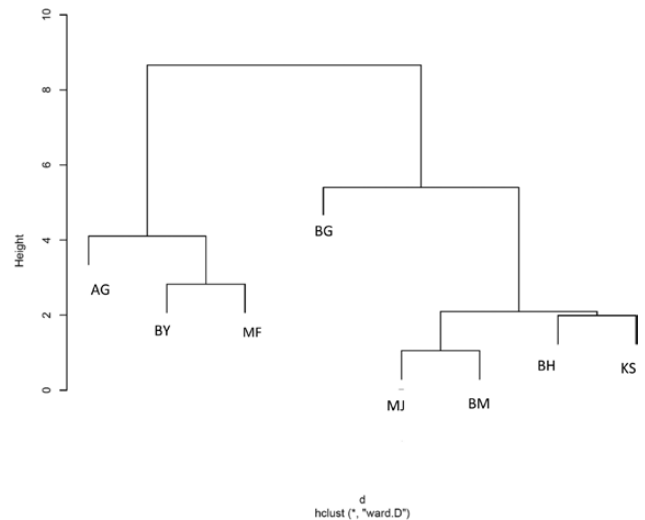 10
8
6
4
2
0
Height
AG
BY
MF
BG
MJ
BM
BH
KS
d
hclust (*, "ward.D")